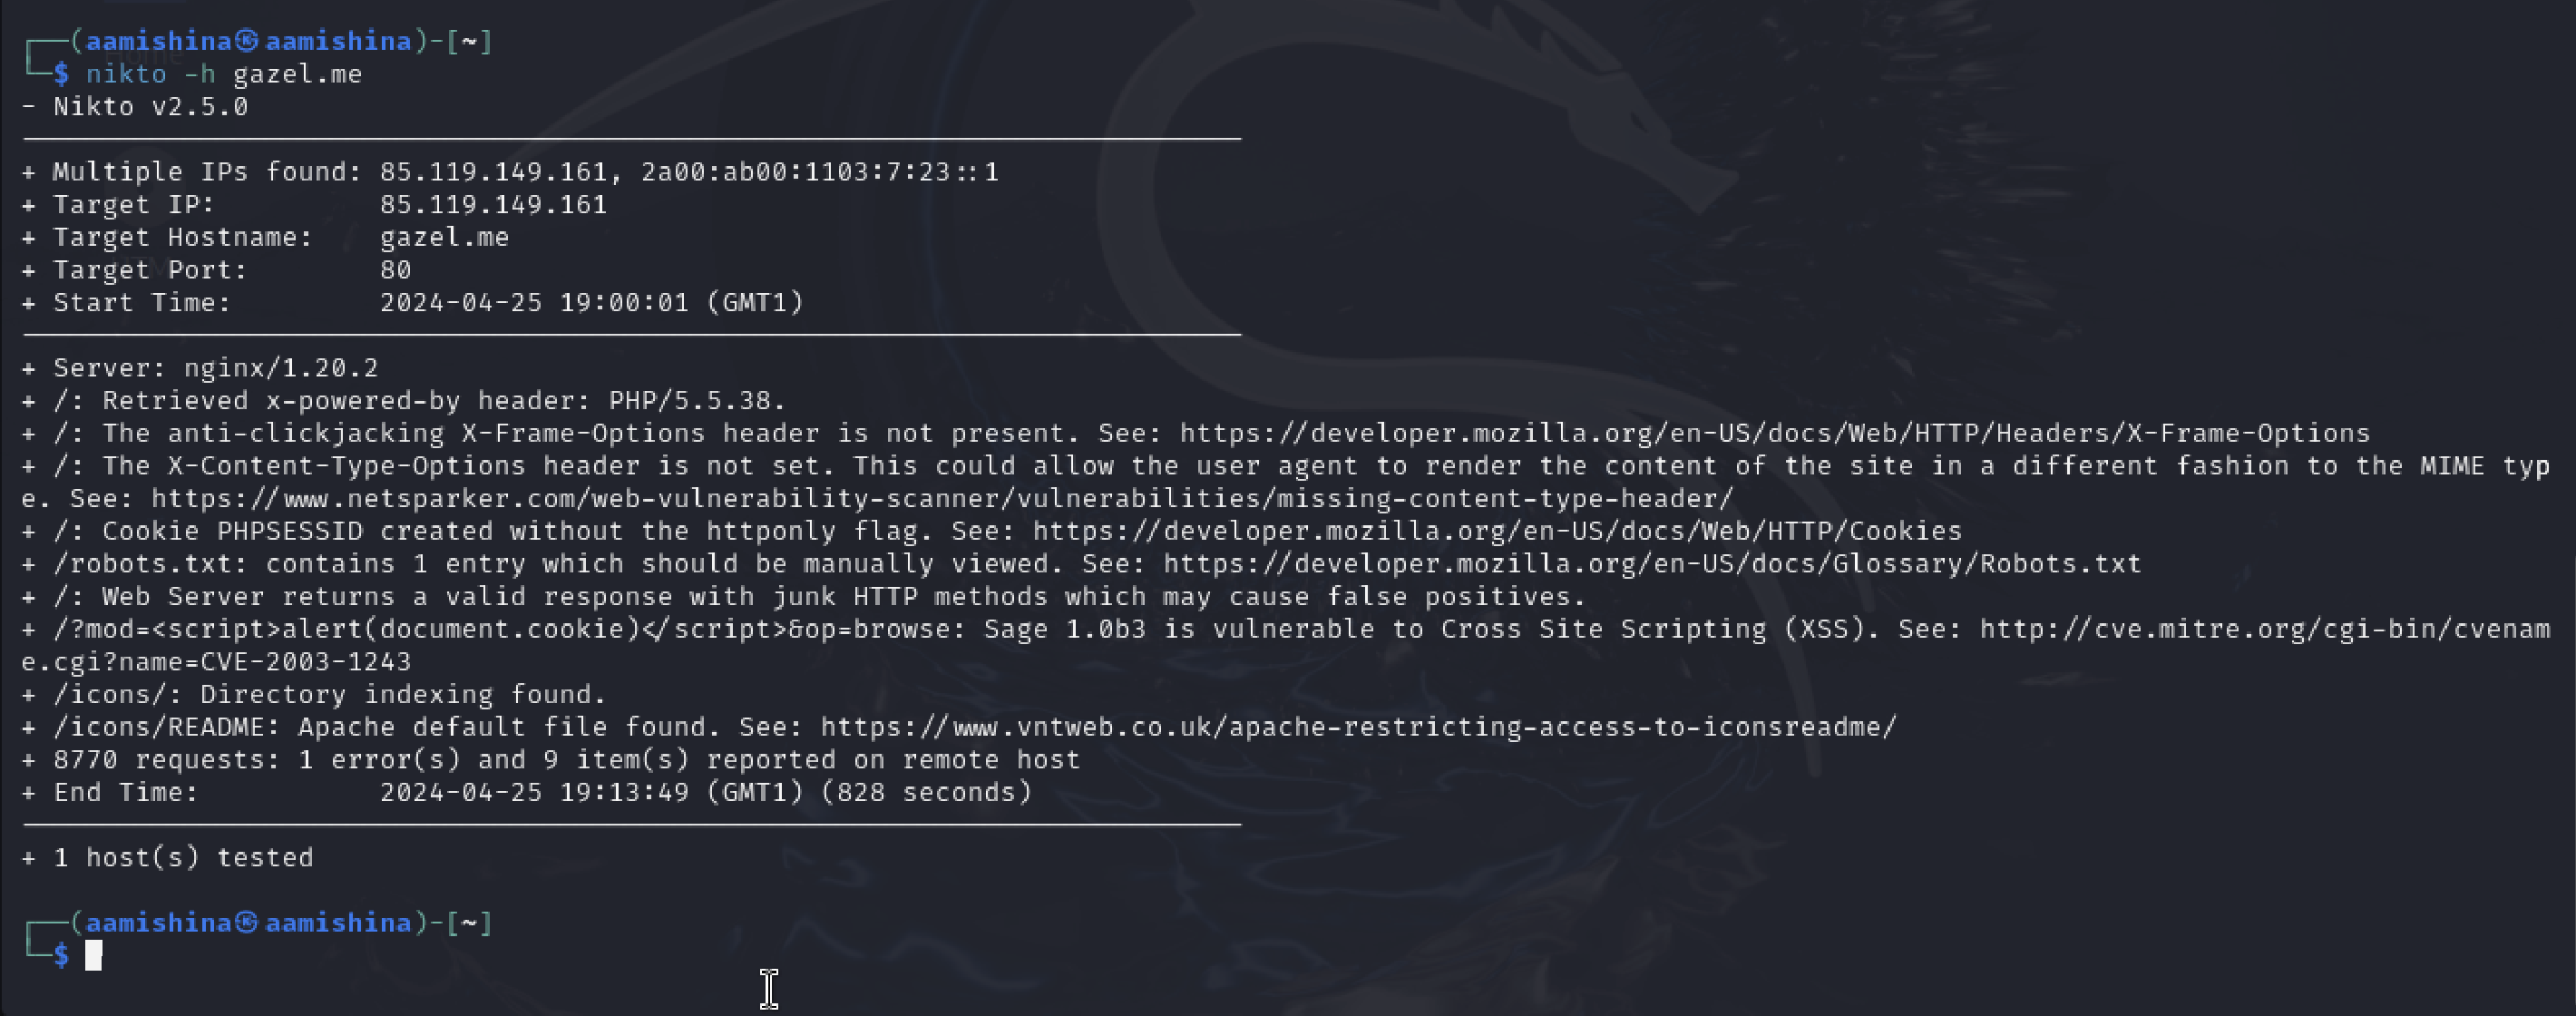 ┌──(aamishina㉿aamishina)-[~]
└─$ nikto -h gazel.me
- Nikto v2.5.0
+ Multiple IPs found: 85.119.149.161, 2a00:ab00:1103:7:23::1
+ Target IP:          85.119.149.161
+ Target Hostname:    gazel.me
+ Target Port:        80
+ Start Time:         2024-04-25 19:00:01 (GMT1)
+ Server: nginx/1.20.2
+ /: Retrieved x-powered-by header: PHP/5.5.38.
+ /: The anti-clickjacking X-Frame-Options header is not present. See: https://developer.mozilla.org/en-US/docs/Web/HTTP/Headers/X-Frame-Options
+ /: The X-Content-Type-Options header is not set. This could allow the user agent to render the content of the site in a different fashion to the MIME typ
e. See: https://www.netsparker.com/web-vulnerability-scanner/vulnerabilities/missing-content-type-header/
+ /: Cookie PHPSESSID created without the httponly flag. See: https://developer.mozilla.org/en-US/docs/Web/HTTP/Cookies
+ /robots.txt: contains 1 entry which should be manually viewed. See: https://developer.mozilla.org/en-US/docs/Glossary/Robots.txt
+ /: Web Server returns a valid response with junk HTTP methods which may cause false positives.
+ /?mod=<script>alert(document.cookie)</script>&op=browse: Sage 1.0b3 is vulnerable to Cross Site Scripting (XSS). See: http://cve.mitre.org/cgi-bin/cvenam
e.cgi?name=CVE-2003-1243
+ /icons/: Directory indexing found.
+ /icons/README: Apache default file found. See: https://www.vntweb.co.uk/apache-restricting-access-to-iconsreadme/
+ 8770 requests: 1 error(s) and 9 item(s) reported on remote host
+ End Time:           2024-04-25 19:13:49 (GMT1) (828 seconds)
+ 1 host(s) tested
┌──(aamishina㉿aamishina)-[~]
└─$